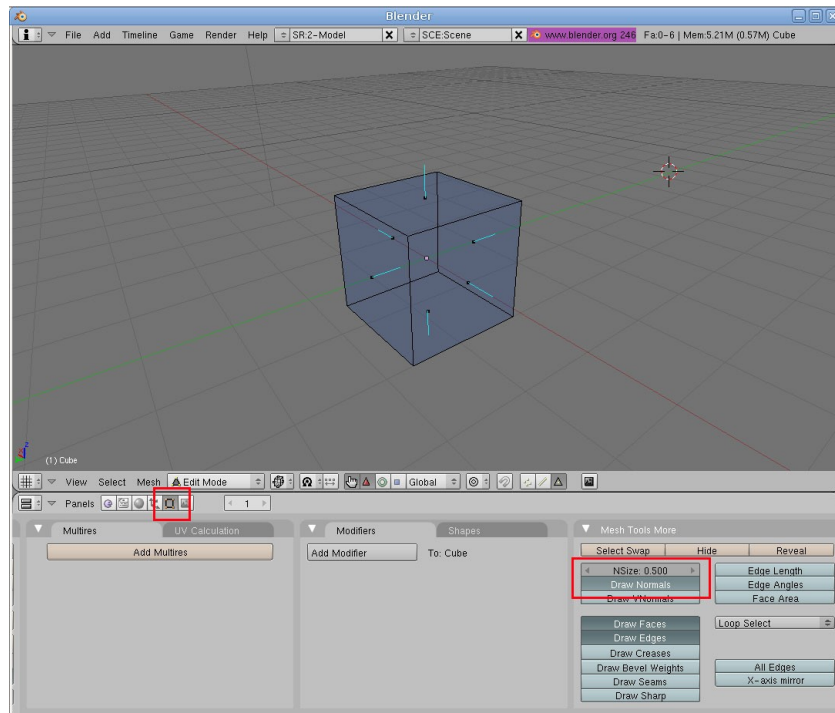 Blender
File Add Timeline Game Render Help SR:2-Model X SCE:Scene X www.blender.org 246 Fa:0-6 | Mem:5.21M (0.57M) Cube
z
(1) Cube
View Select Mesh Edit Mode Global
Panels 1
Multires UV Calculation Modifiers Shapes Mesh Tools More
Add Multires Add Modifier To: Cube Select Swap Hide Reveal
NSize: 0.500 Edge Length
Draw Normals Edge Angles
Draw VNormals Face Area
Draw Faces Loop Select
Draw Edges
Draw Creases
Draw Bevel Weights All Edges
Draw Seams X-axis mirror
Draw Sharp